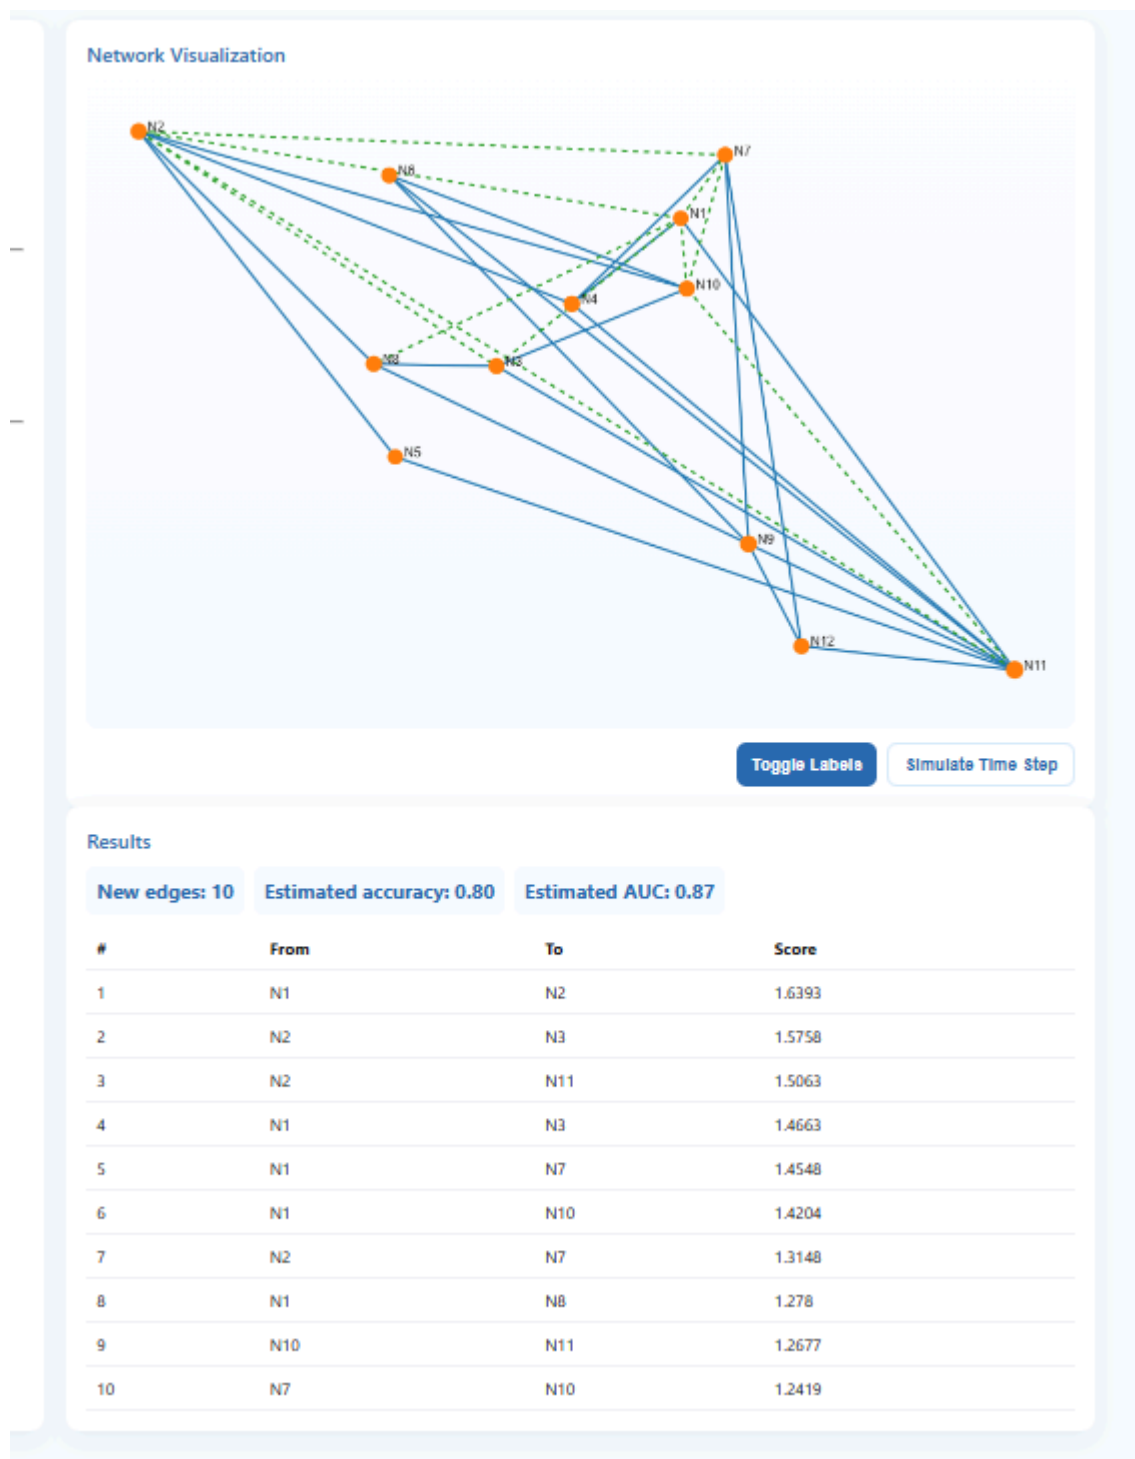 Network Visualization
N2
N7
N6
N1
N10
N4
N8
N3
N5
N9
N12
N11
Toggle Labels
Simulate Time Step
Results
New edges: 10 Estimated accuracy: 0.80 Estimated AUC: 0.87
# From To Score
1 N1 N2 1.6393
2 N2 N3 1.5758
3 N2 N11 1.5063
4 N1 N3 1.4663
5 N1 N7 1.4548
6 N1 N10 1.4204
7 N2 N7 1.3148
8 N1 N8 1.278
9 N10 N11 1.2677
10 N7 N10 1.2419